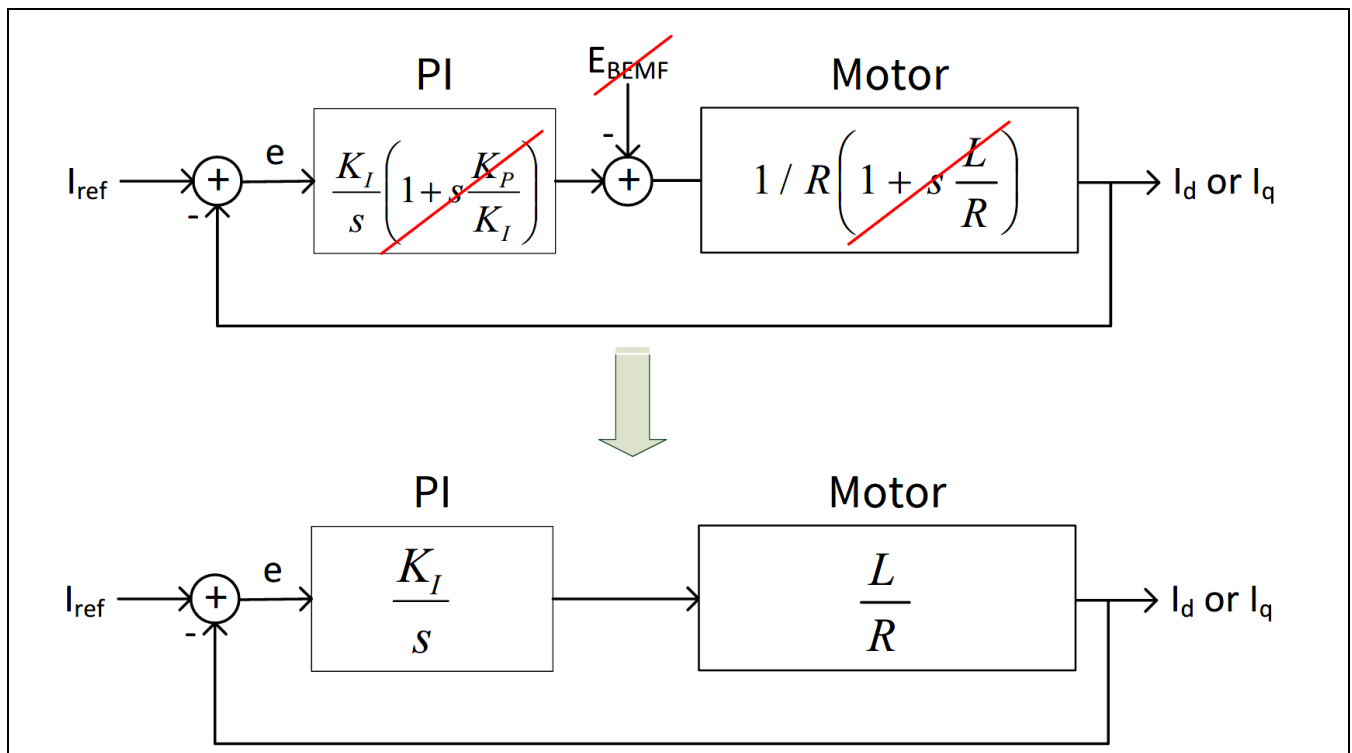 PI E_BEMF Motor
I_ref + - e K_I/s (1 + s K_P/K_I) - + 1 / R (1 + s L/R) I_d or I_q
PI Motor
I_ref + - e K_I/s L/R I_d or I_q